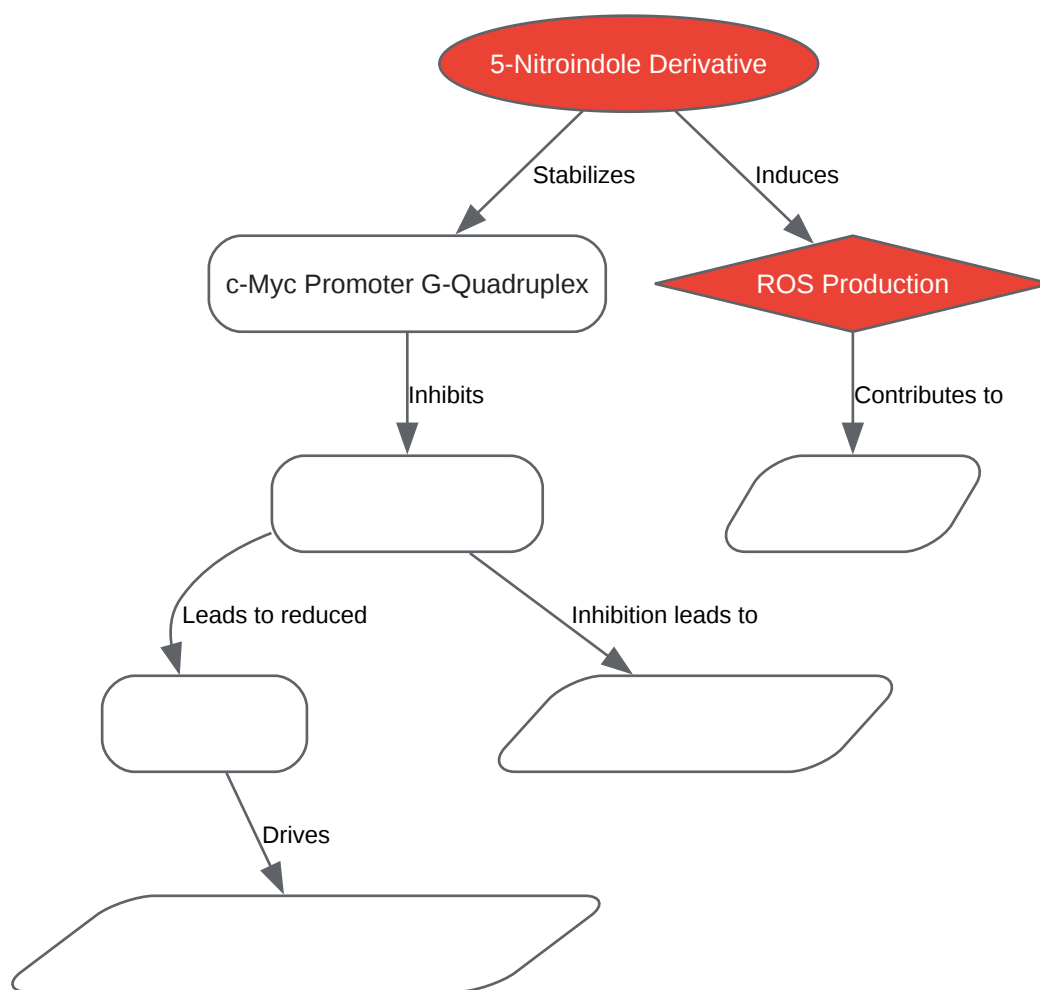 5-Nitroindole Derivative
Stabilizes
Induces
c-Myc Promoter G-Quadruplex
ROS Production
Inhibits
Contributes to
Leads to reduced
Inhibition leads to
Drives